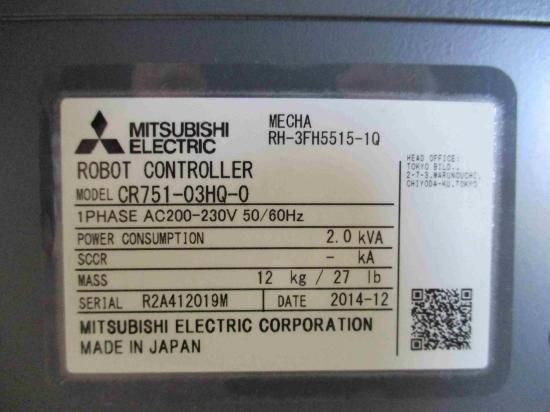 MITSUBISHI
ELECTRIC
MECHA
RH-3FH5515-1Q
ROBOT CONTROLLER
MODEL CR751-03HQ-0
1PHASE AC200-230V 50/60Hz
POWER CONSUMPTION 2.0 kVA
SCCR - kA
MASS 12 kg / 27 lb
SERIAL R2A412019M DATE 2014-12
MITSUBISHI ELECTRIC CORPORATION
MADE IN JAPAN
HEAD OFFICE:
TOKYO BILD.,
2-7-3,MARUNOUCHI,
CHIYODA-KU,TOKYO